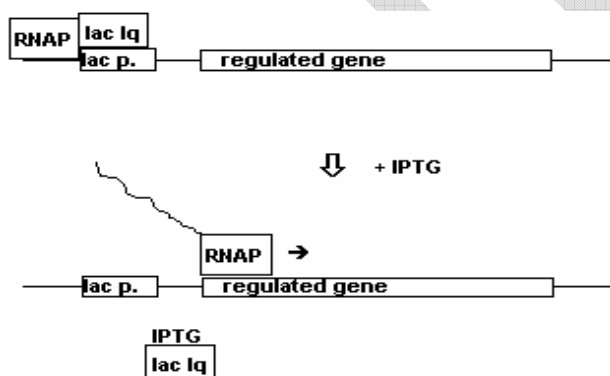 RNAP lac Iq
lac p. regulated gene
+ IPTG
RNAP
lac p. regulated gene
IPTG
lac Iq